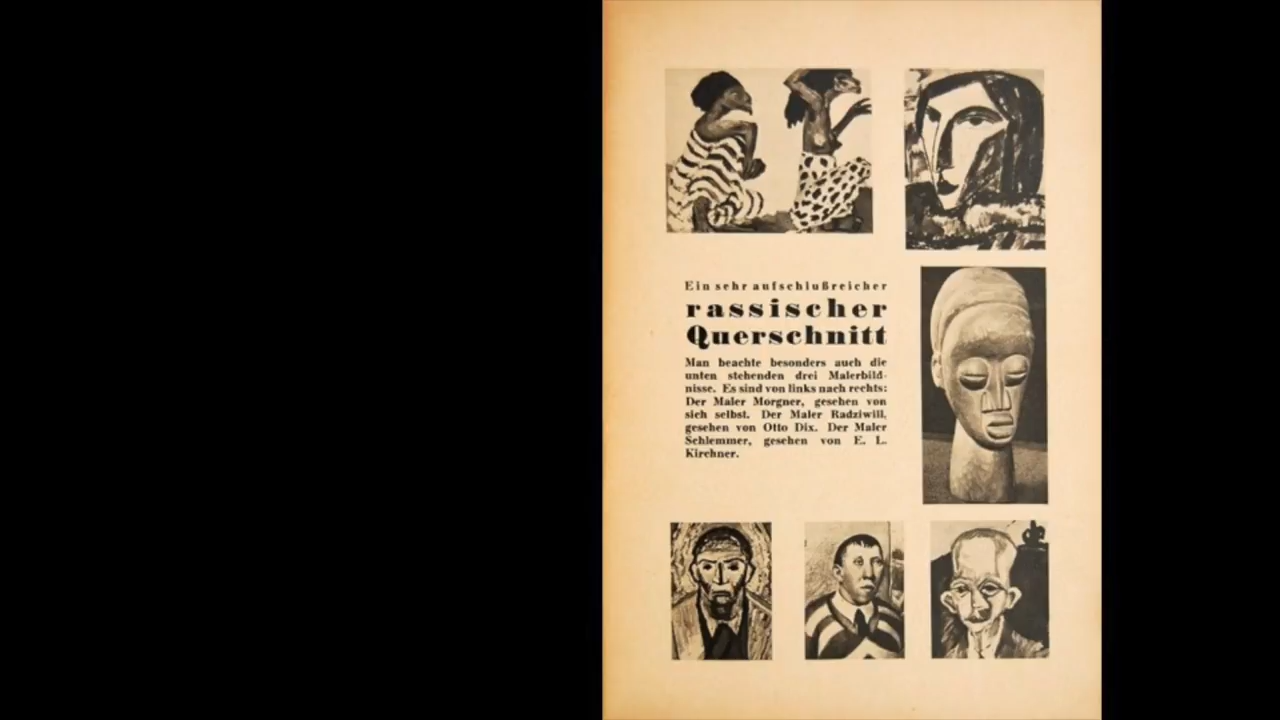 Ein sehr aufschlußreicher
rassischer
Querschnitt
Man beachte besonders auch die
unten stehenden drei Malerbild-
nisse. Es sind von links nach rechts:
Der Maler Morgner, gesehen von
sich selbst. Der Maler Radziwill,
gesehen von Otto Dix. Der Maler
Schlemmer, gesehen von E. L.
Kirchner.